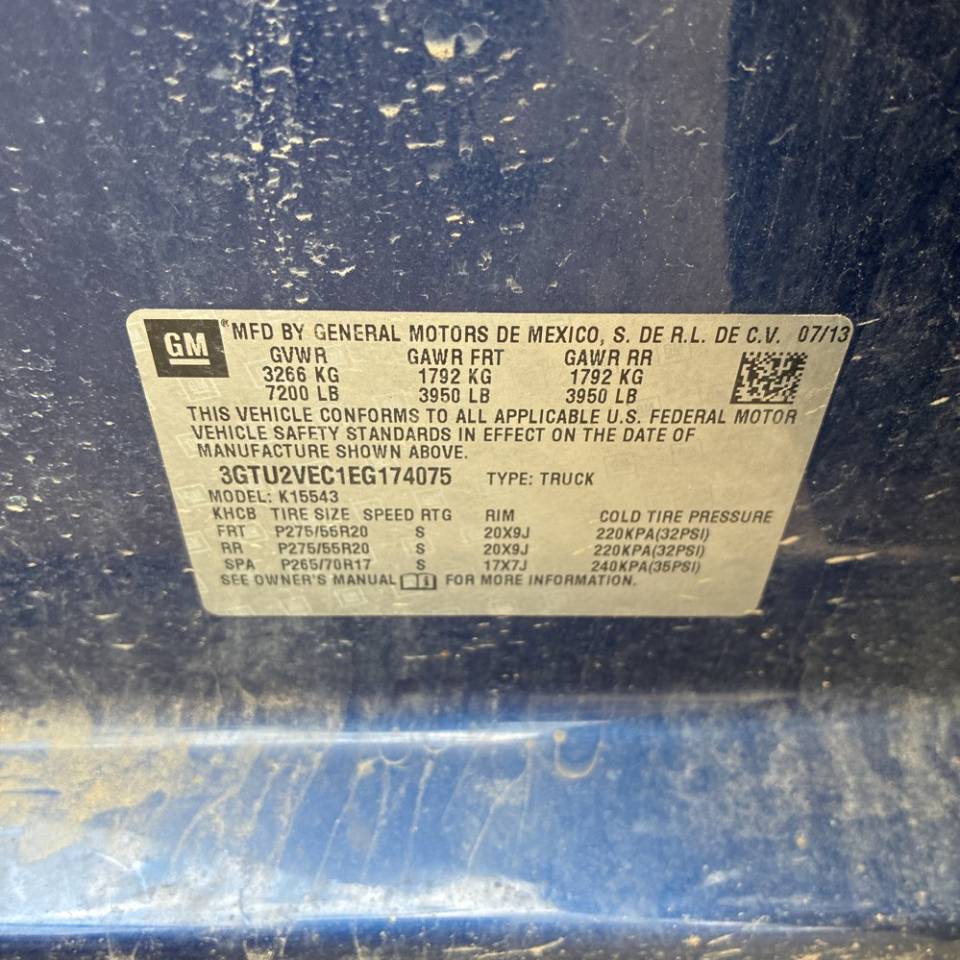 GM ® MFD BY GENERAL MOTORS DE MEXICO, S. DE R.L. DE C.V. 07/13
GVWR GAWR FRT GAWR RR
3266 KG 1792 KG 1792 KG
7200 LB 3950 LB 3950 LB
THIS VEHICLE CONFORMS TO ALL APPLICABLE U.S. FEDERAL MOTOR
VEHICLE SAFETY STANDARDS IN EFFECT ON THE DATE OF
MANUFACTURE SHOWN ABOVE.
3GTU2VEC1EG174075 TYPE: TRUCK
MODEL: K15543
KHCB TIRE SIZE SPEED RTG RIM COLD TIRE PRESSURE
FRT P275/55R20 S 20X9J 220KPA(32PSI)
RR P275/55R20 S 20X9J 220KPA(32PSI)
SPA P265/70R17 S 17X7J 240KPA(35PSI)
SEE OWNER'S MANUAL FOR MORE INFORMATION.